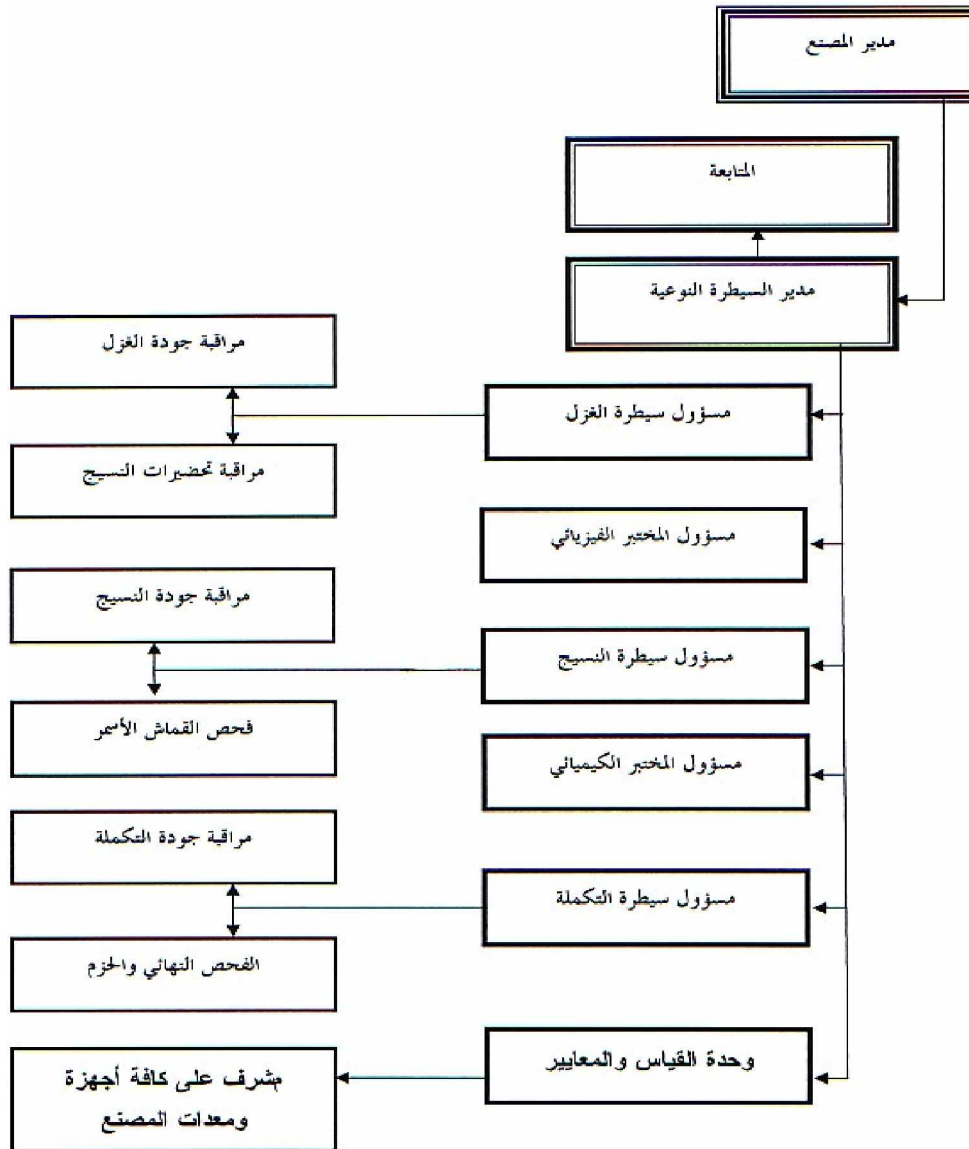 مدير المصنع
المتابعة
مدير السيطرة النوعية
مسؤول سيطرة الغزل
مراقبة جودة الغزل
مراقبة تحضيرات النسيج
مسؤول المختبر الفيزيائي
مسؤول سيطرة النسيج
مراقبة جودة النسيج
فحص القماش الأسمر
مسؤول المختبر الكيميائي
مسؤول سيطرة التكملة
مراقبة جودة التكملة
الفحص النهائي والحزم
وحدة القياس والمعايير
مشرف على كافة أجهزة
ومعدات المصنع